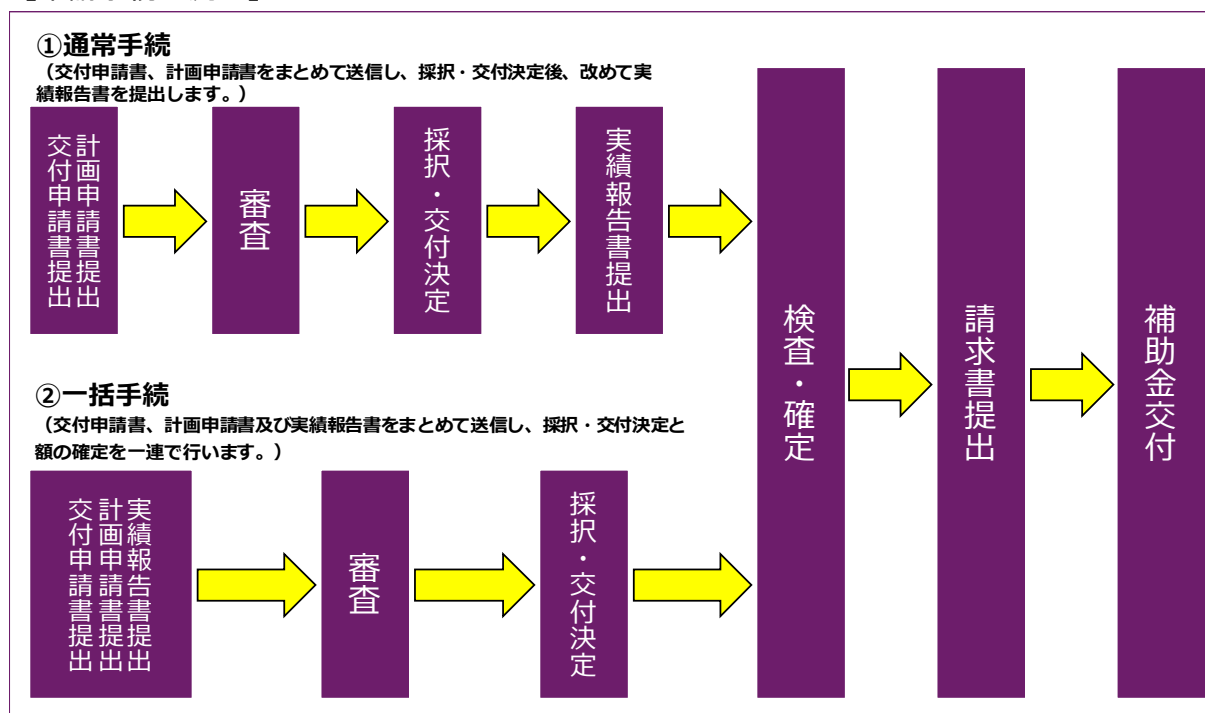 ①通常手続
（交付申請書、計画申請書をまとめて送信し、採択・交付決定後、改めて実
績報告書を提出します。）
計画申請書提出
交付申請書提出
審査
採択・交付決定
実績報告書提出
②一括手続
（交付申請書、計画申請書及び実績報告書をまとめて送信し、採択・交付決定と
額の確定を一連で行います。）
実績報告書提出
計画申請書提出
交付申請書提出
審査
採択・交付決定
検査・確定
請求書提出
補助金交付